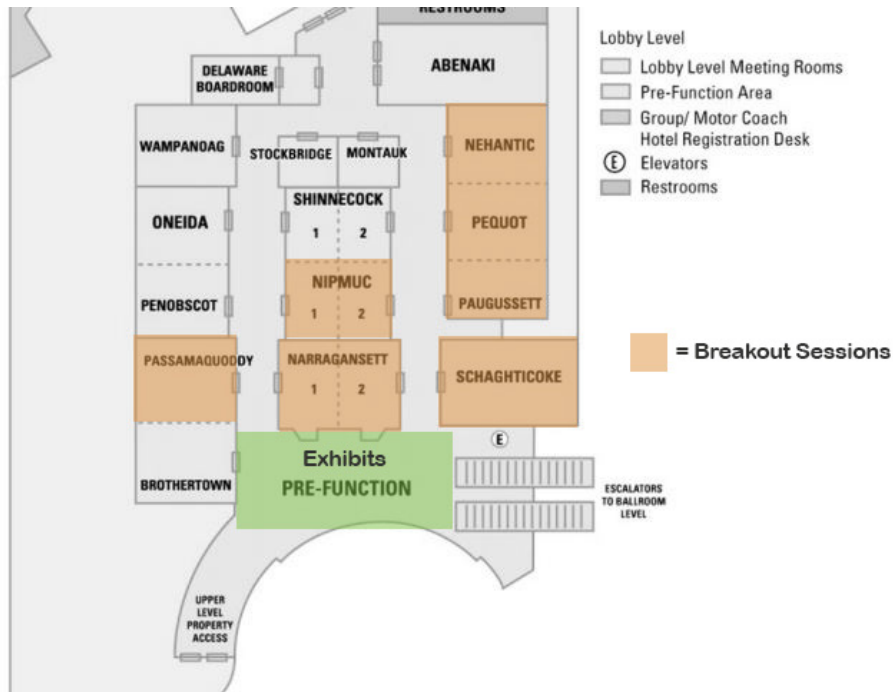 RESTROOMS
DELAWARE
BOARDROOM
ABENAKI
WAMPANOAG
STOCKBRIDGE
MONTAUK
NEHANTIC
SHINNECOCK
1
2
ONEIDA
PEQUOT
NIPMUC
1
2
PENOBSCOT
PAUGUSSETT
PASSAMAQUODDY
NARRAGANSETT
1
2
SCHAGHTICOKE
E
Exhibits
PRE-FUNCTION
BROTHERTOWN
ESCALATORS
TO BALLROOM
LEVEL
UPPER
LEVEL
PROPERTY
ACCESS
Lobby Level
Lobby Level Meeting Rooms
Pre-Function Area
Group/ Motor Coach
Hotel Registration Desk
E Elevators
Restrooms
= Breakout Sessions